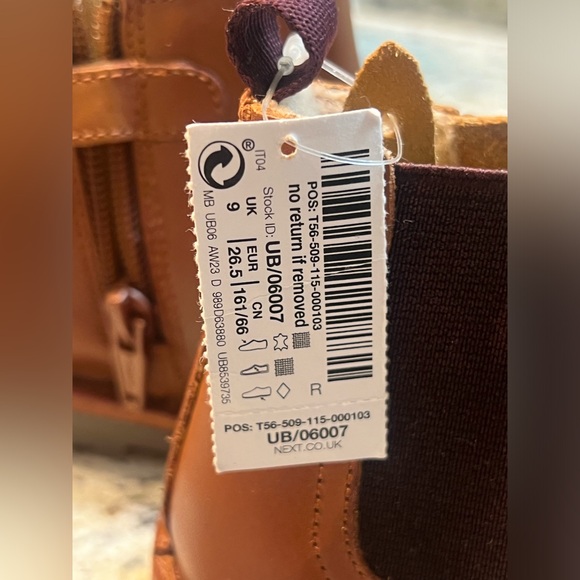 POS: T56-509-115-000103
no return if removed
Stock ID: UB/06007
UK | EUR | CN
9 | 26.5 | 161/66
® IT04
MB UB06 AW23 D 989D63880 UB8539735
R
POS: T56-509-115-000103
UB/06007
NEXT.CO.UK